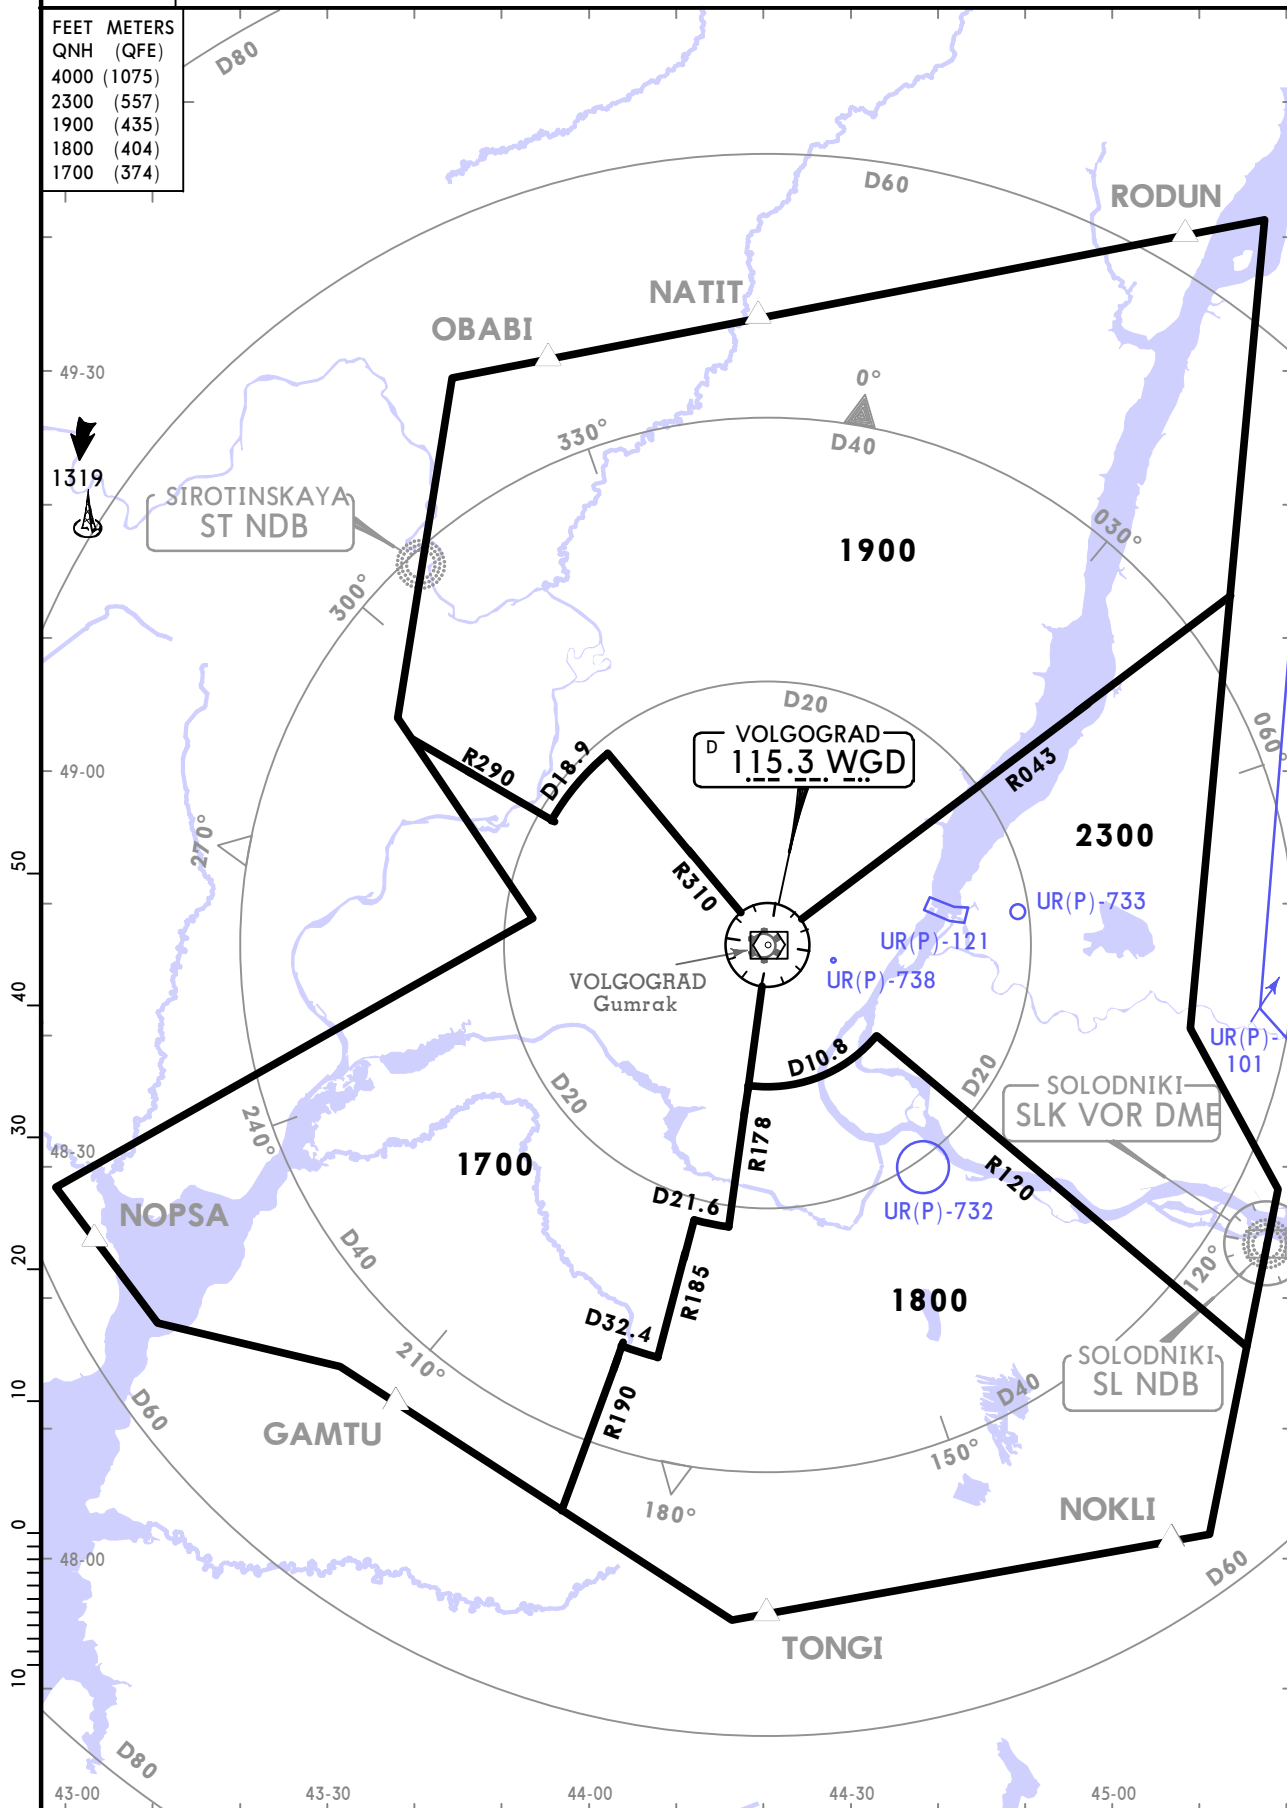 FEET METERS
QNH (QFE)
4000 (1075)
2300 (557)
1900 (435)
1800 (404)
1700 (374)
D80
D60
RODUN
NATIT
OBABI
49-30
0°
330°
D40
1319
SIROTINSKAYA
ST NDB
030°
1900
300°
D20
060°
VOLGOGRAD
D 115.3 WGD
R290
D18.9
R043
49-00
270°
2300
50
R310
UR(P)-733
UR(P)-121
VOLGOGRAD
Gumrak
UR(P)-738
40
UR(P)-
101
D10.8
D20
D20
SOLODNIKI
SLK VOR DME
240°
30
48-30
R178
1700
R120
D21.6
UR(P)-732
NOPSA
D40
20
120°
R185
1800
D32.4
210°
SOLODNIKI
SL NDB
10
D60
R190
D40
GAMTU
150°
180°
NOKLI
0
48-00
D60
TONGI
10
D80
43-00 43-30 44-00 44-30 45-00